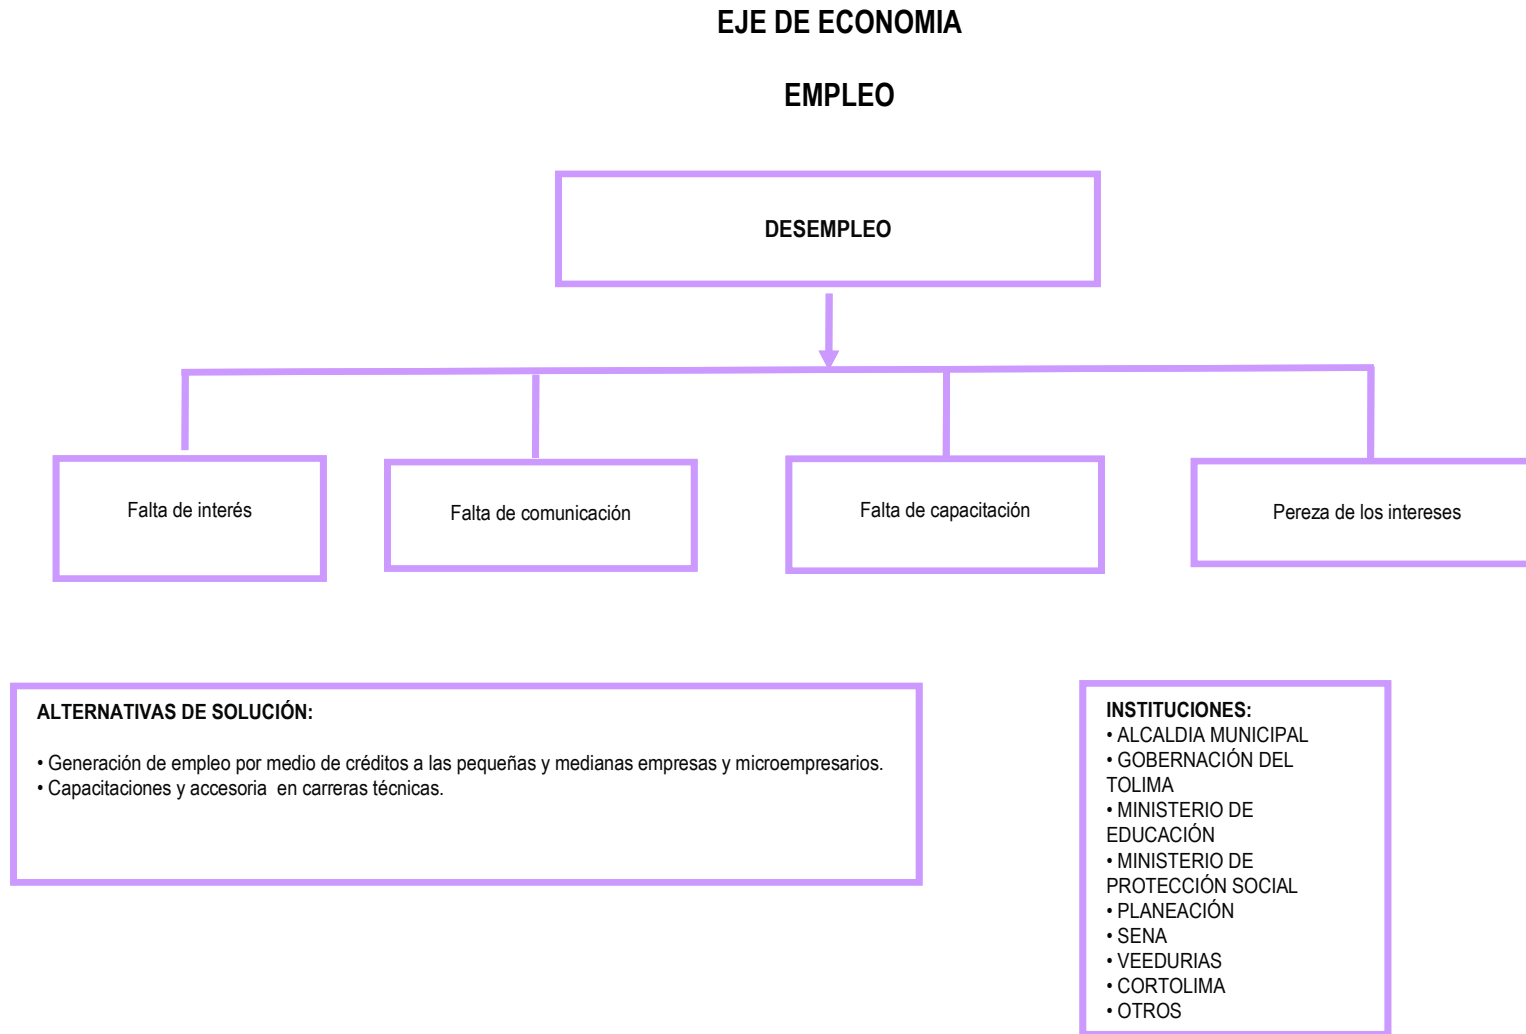 EJE DE ECONOMIA
EMPLEO
DESEMPLEO
Falta de interés
Falta de comunicación
Falta de capacitación
Pereza de los intereses
ALTERNATIVAS DE SOLUCIÓN:
• Generación de empleo por medio de créditos a las pequeñas y medianas empresas y microempresarios.
• Capacitaciones y accesoria  en carreras técnicas.
INSTITUCIONES:
• ALCALDIA MUNICIPAL
• GOBERNACIÓN DEL
TOLIMA
• MINISTERIO DE
EDUCACIÓN
• MINISTERIO DE
PROTECCIÓN SOCIAL
• PLANEACIÓN
• SENA
• VEEDURIAS
• CORTOLIMA
• OTROS